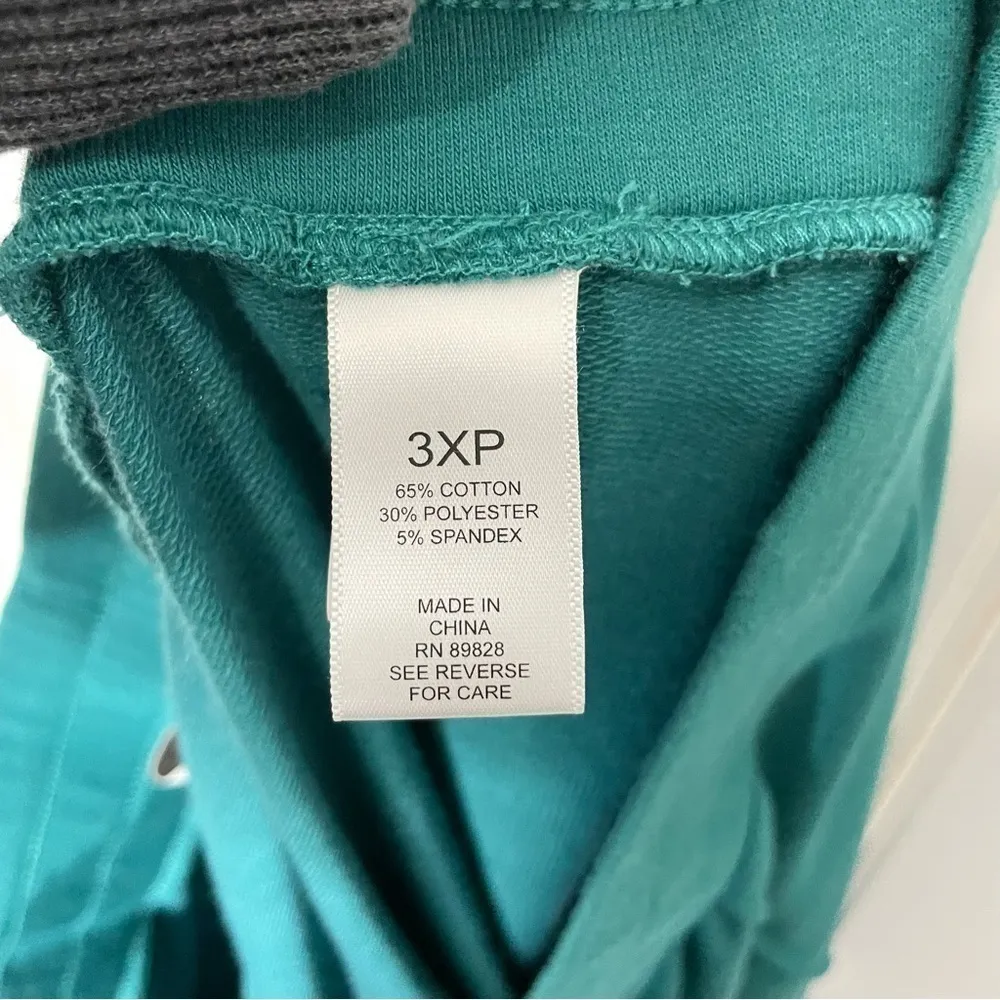 3XP
65% COTTON
30% POLYESTER
5% SPANDEX
MADE IN
CHINA
RN 89828
SEE REVERSE
FOR CARE